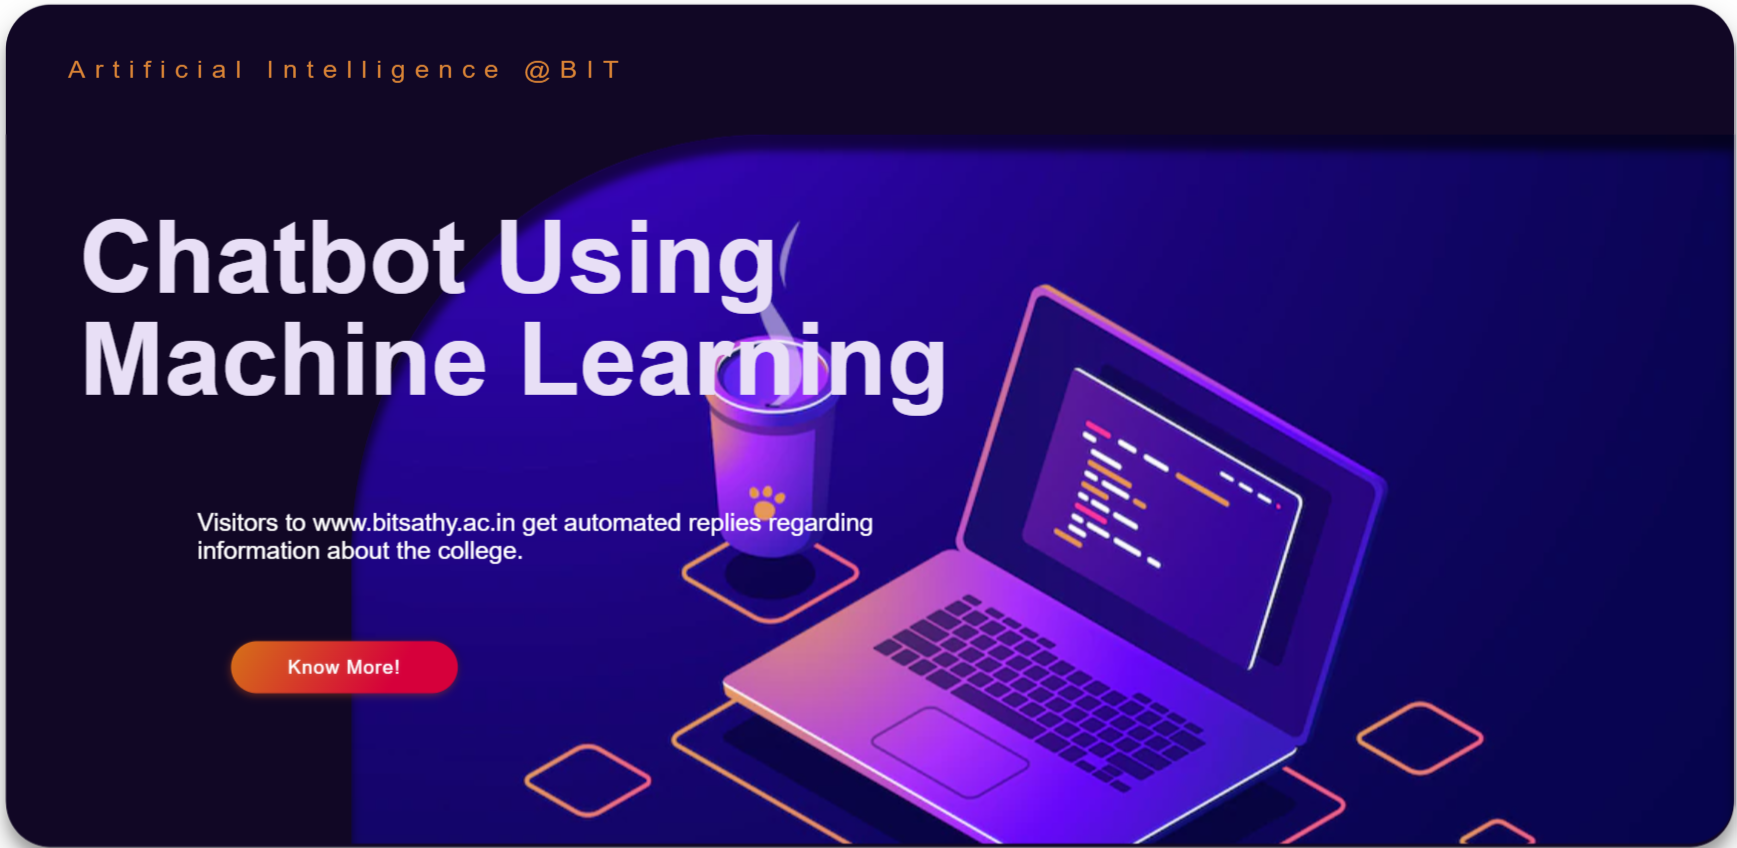 Artificial Intelligence @BIT
Chatbot Using
Machine Learning
Visitors to www.bitsathy.ac.in get automated replies regarding
information about the college.
Know More!